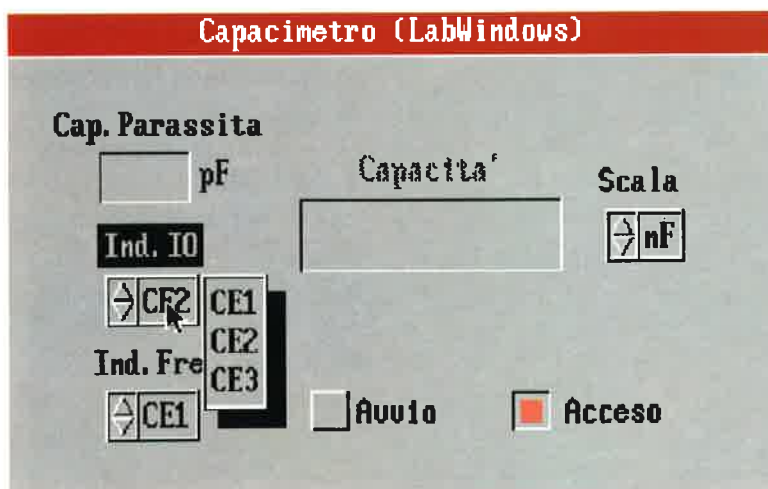 Capacimetro (LabWindows)
Cap. Parassita
pF
Capacita'
Scala
nF
Ind. IO
CE2
CE1
CE2
CE3
Ind. Fre
CE1
Avvio
Acceso